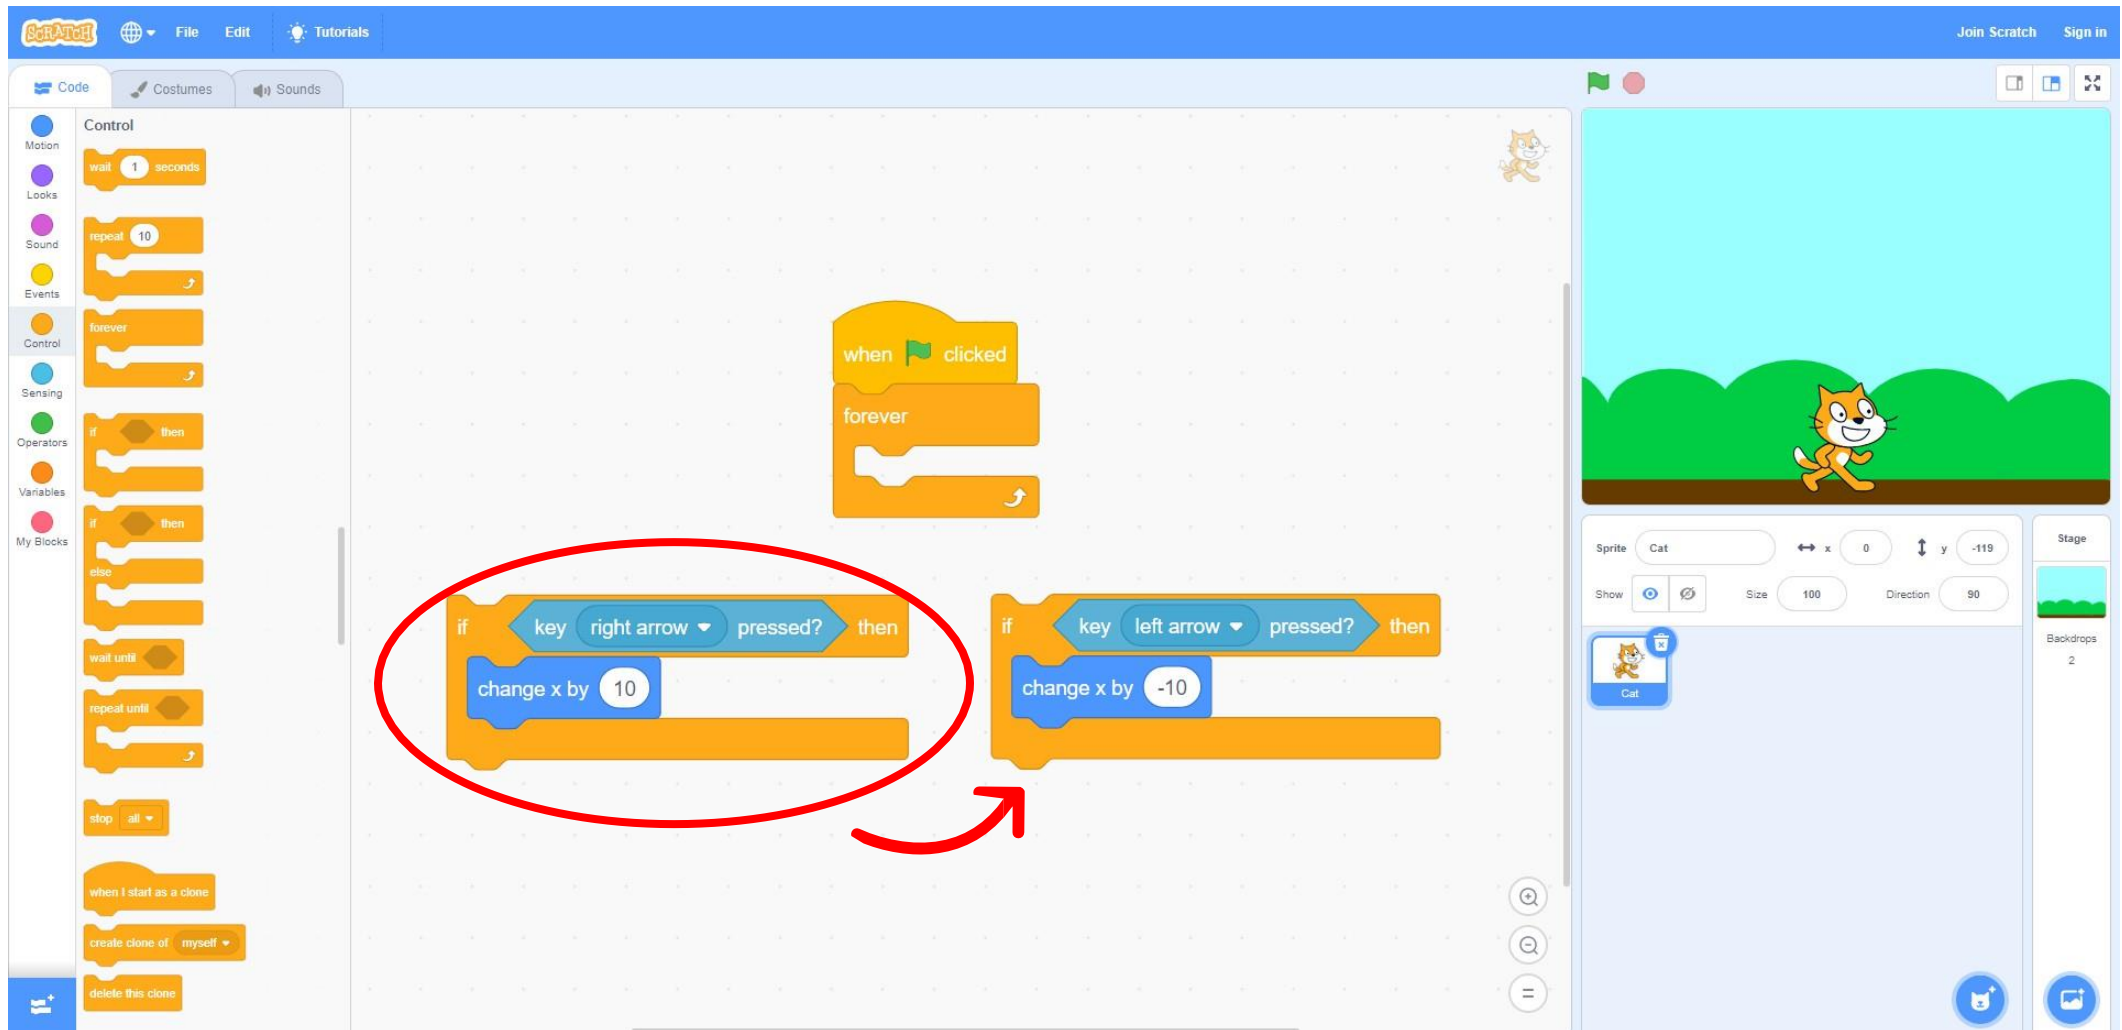 SCRATCH File Edit Tutorials Join Scratch Sign in
Code Costumes Sounds
Motion
Looks
Sound
Events
Control
Sensing
Operators
Variables
My Blocks
Control
wait 1 seconds
repeat 10
forever
if then
if then
else
wait until
repeat until
stop all
when I start as a clone
create clone of myself
delete this clone
when clicked
forever
if key right arrow pressed? then
change x by 10
if key left arrow pressed? then
change x by -10
Sprite Cat x 0 y -119
Show Size 100 Direction 90
Cat
Stage
Backdrops
2